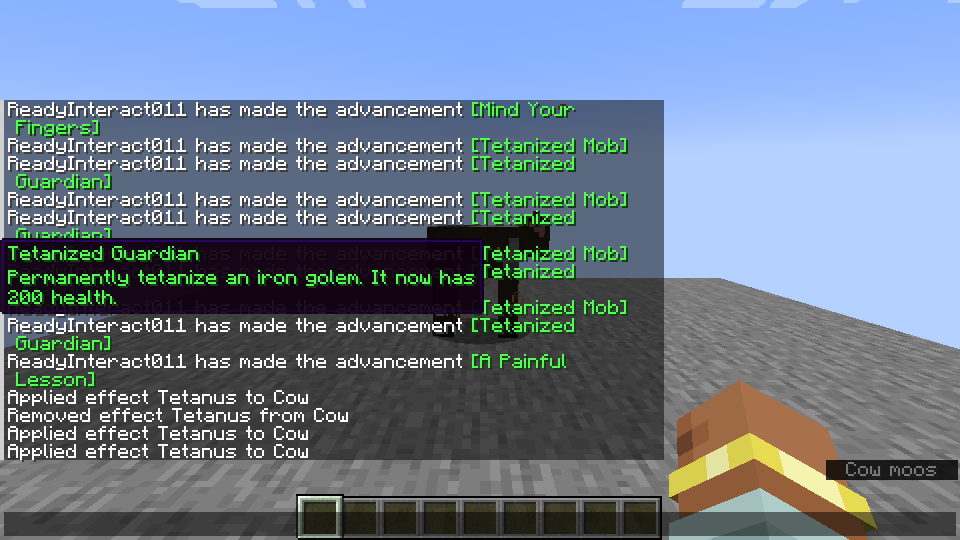 ReadyInteract011 has made the advancement [Mind Your
Fingers]
ReadyInteract011 has made the advancement [Tetanized Mob]
ReadyInteract011 has made the advancement [Tetanized
Guardian]
ReadyInteract011 has made the advancement [Tetanized Mob]
ReadyInteract011 has made the advancement [Tetanized
Guardian]
Tetanized Guardian
[Tetanized Mob]
Permanently tetanize an iron golem. It now has
200 health.
[Tetanized
[Tetanized Mob]
ReadyInteract011 has made the advancement [Tetanized
Guardian]
ReadyInteract011 has made the advancement [A Painful
Lesson]
Applied effect Tetanus to Cow
Removed effect Tetanus from Cow
Applied effect Tetanus to Cow
Applied effect Tetanus to Cow
Cow moos